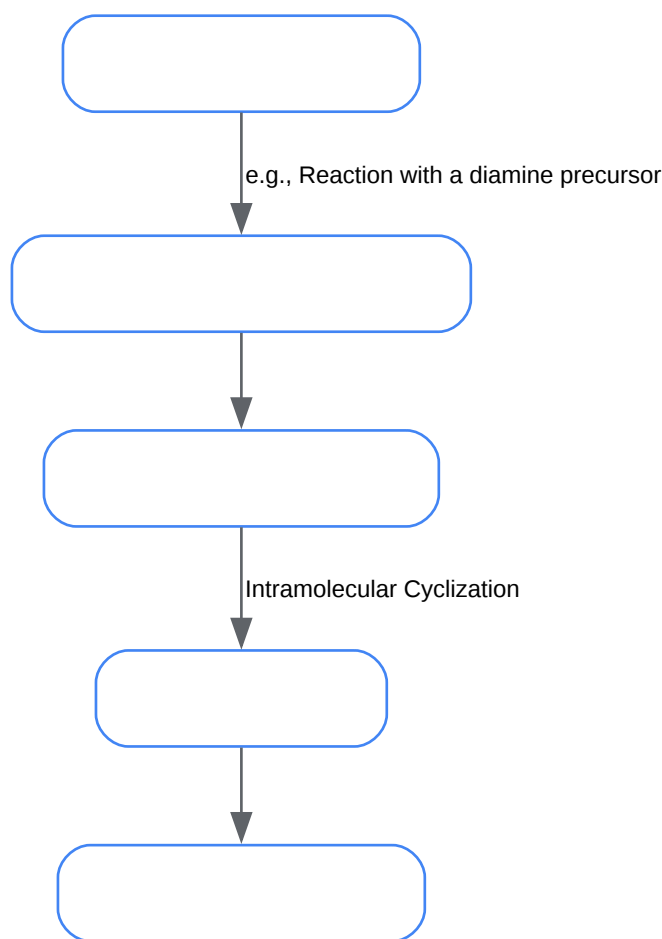 e.g., Reaction with a diamine precursor
Intramolecular Cyclization